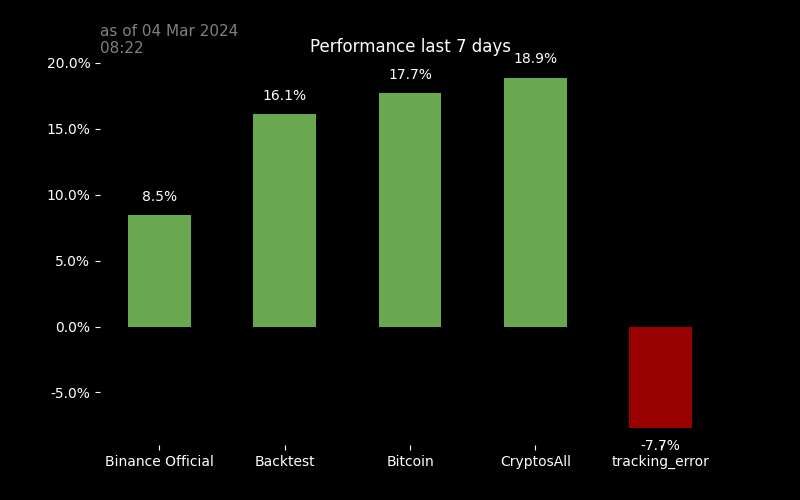 as of 04 Mar 2024
08:22
Performance last 7 days
20.0%
15.0%
10.0%
5.0%
0.0%
-5.0%
8.5%
16.1%
17.7%
18.9%
-7.7%
Binance Official
Backtest
Bitcoin
CryptosAll
tracking_error